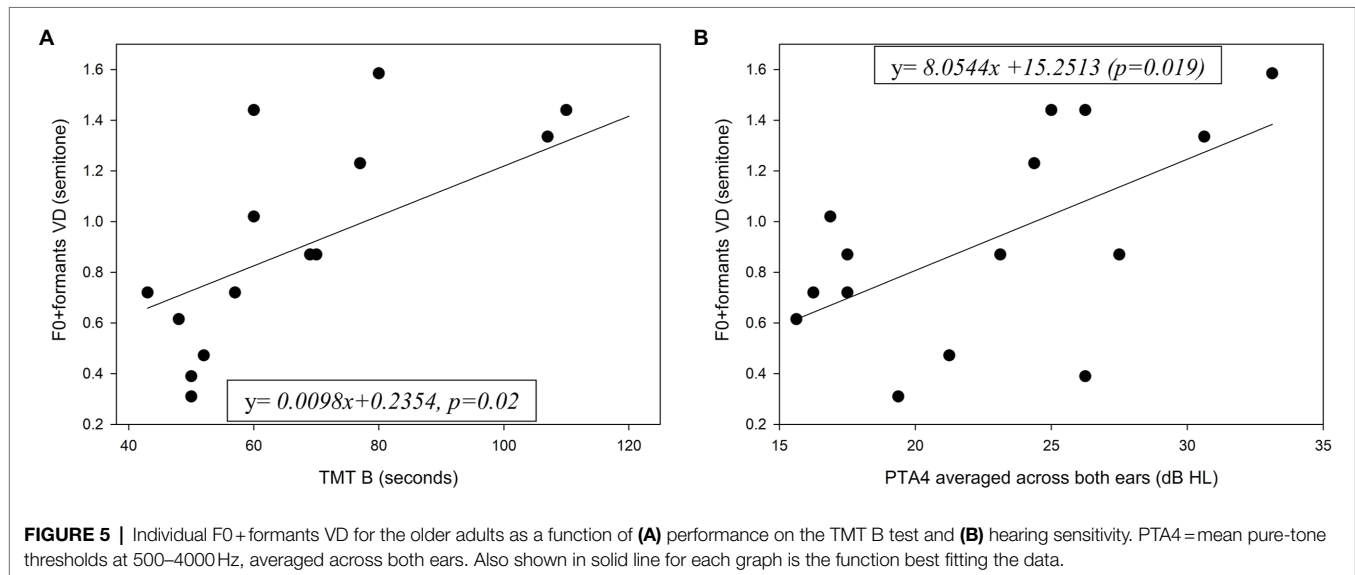 A
F0+formants VD (semitone)
1.6
1.4
1.2
1.0
0.8
0.6
0.4
0.2
y= 0.0098x+0.2354, p=0.02
40
60
80
100
120
TMT B (seconds)
B
F0+formants VD (semitone)
1.6
1.4
1.2
1.0
0.8
0.6
0.4
0.2
y= 8.0544x +15.2513 (p=0.019)
15
20
25
30
35
PTA4 averaged across both ears (dB HL)
FIGURE 5 | Individual F0+formants VD for the older adults as a function of (A) performance on the TMT B test and (B) hearing sensitivity. PTA4=mean pure-tone
thresholds at 500–4000Hz, averaged across both ears. Also shown in solid line for each graph is the function best fitting the data.